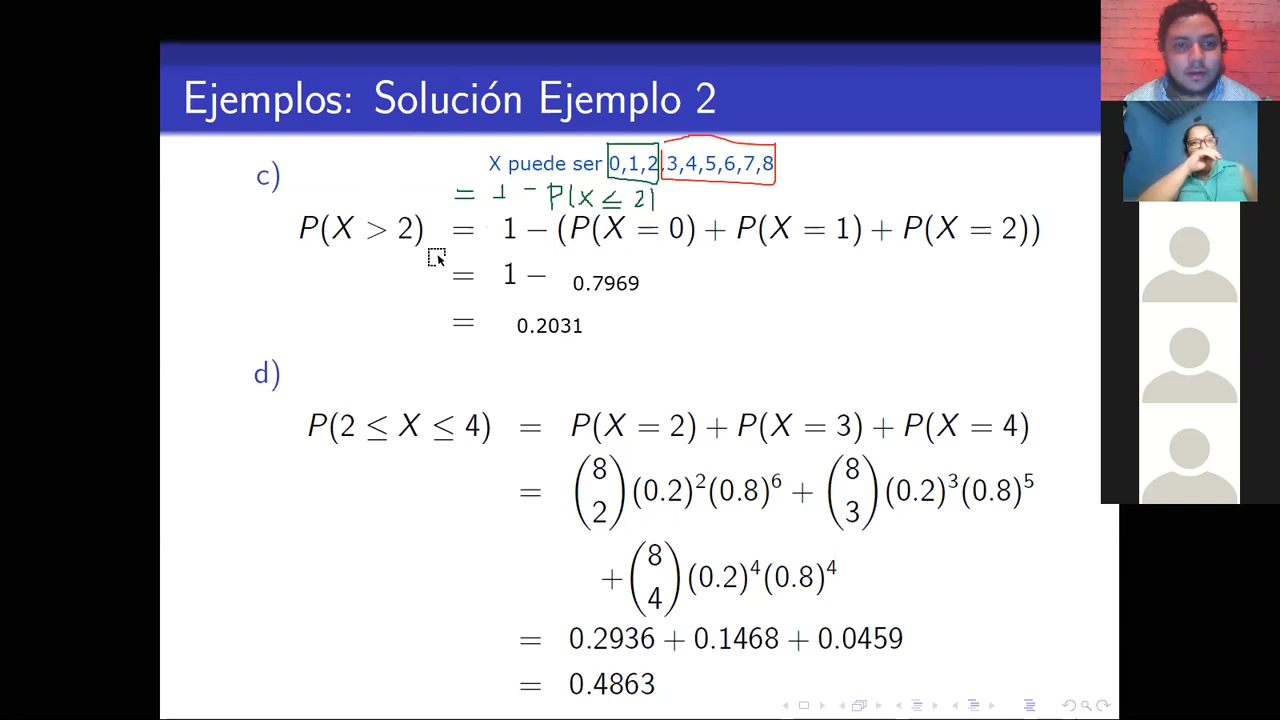 Ejemplos: Solución Ejemplo 2
X puede ser 0,1,2,3,4,5,6,7,8
c)
= 1 - P(X ≤ 2)
P(X > 2) = 1 − (P(X = 0) + P(X = 1) + P(X = 2))
= 1 − 0.7969
= 0.2031
d)
P(2 ≤ X ≤ 4) = P(X = 2) + P(X = 3) + P(X = 4)
= (8 2)(0.2)²(0.8)⁶ + (8 3)(0.2)³(0.8)⁵
+(8 4)(0.2)⁴(0.8)⁴
= 0.2936 + 0.1468 + 0.0459
= 0.4863